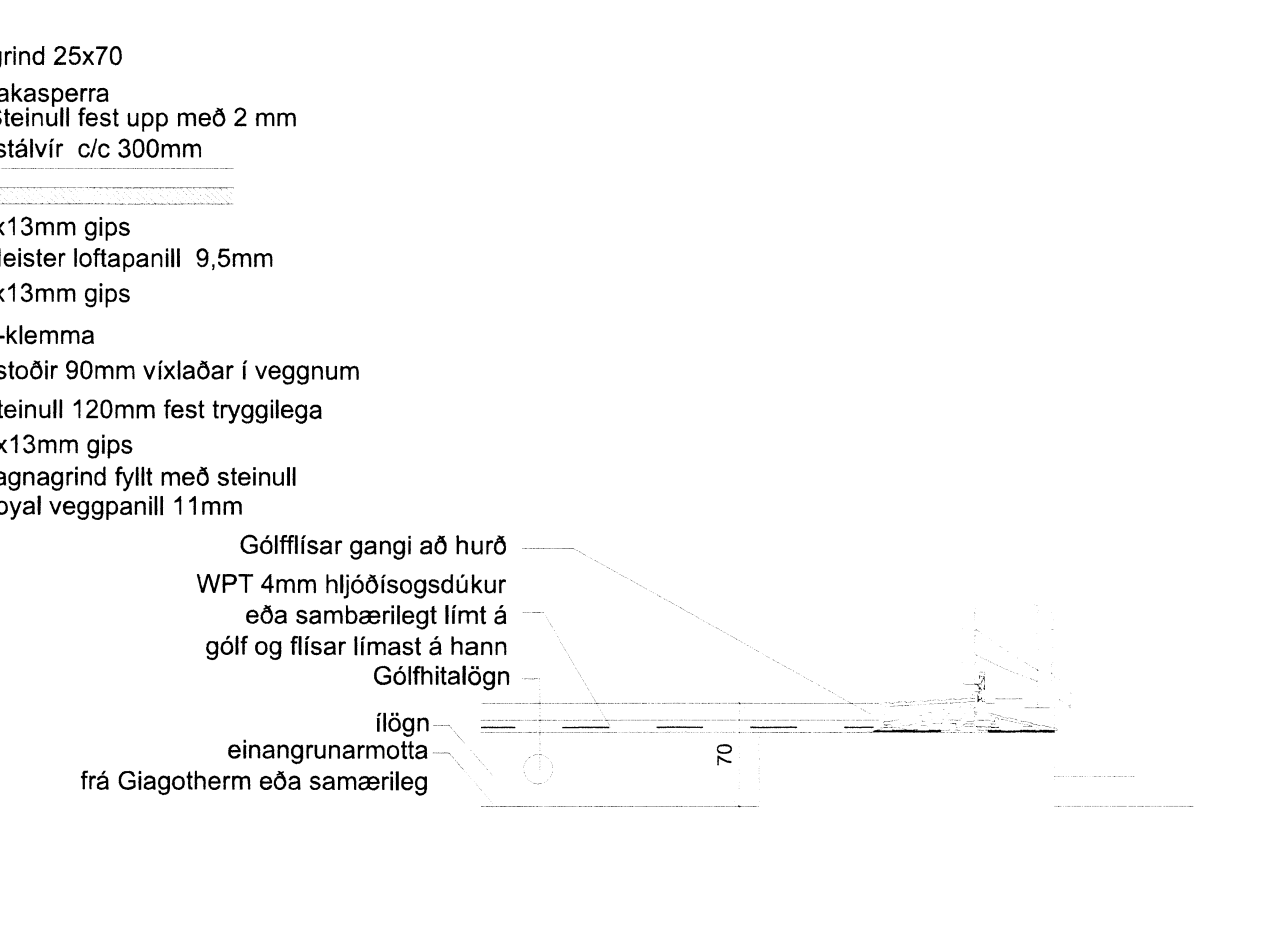 grind 25x70
akasperra
Steinull fest upp með 2 mm
stálvír c/c 300mm
x13mm gips
eister loftapanill 9,5mm
x13mm gips
-klemma
stoðir 90mm víxlaðar í veggnum
teinull 120mm fest tryggilega
x13mm gips
agnagrind fyllt með steinull
oyal veggpanill 11mm
Gólfflísar gangi að hurð
WPT 4mm hljóðísogsdúkur
eða sambærilegt límt á
gólf og flísar límast á hann
Gólfhitalögn
ílögn
einangrunarmotta
frá Giagotherm eða samærileg
70